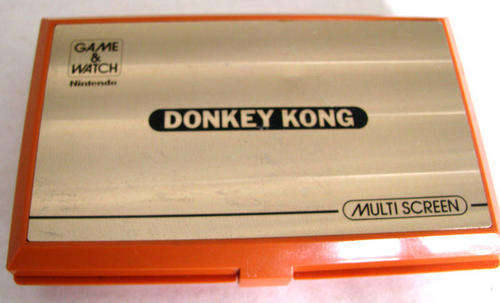 GAME
&
WATCH
Nintendo
DONKEY KONG
MULTI SCREEN